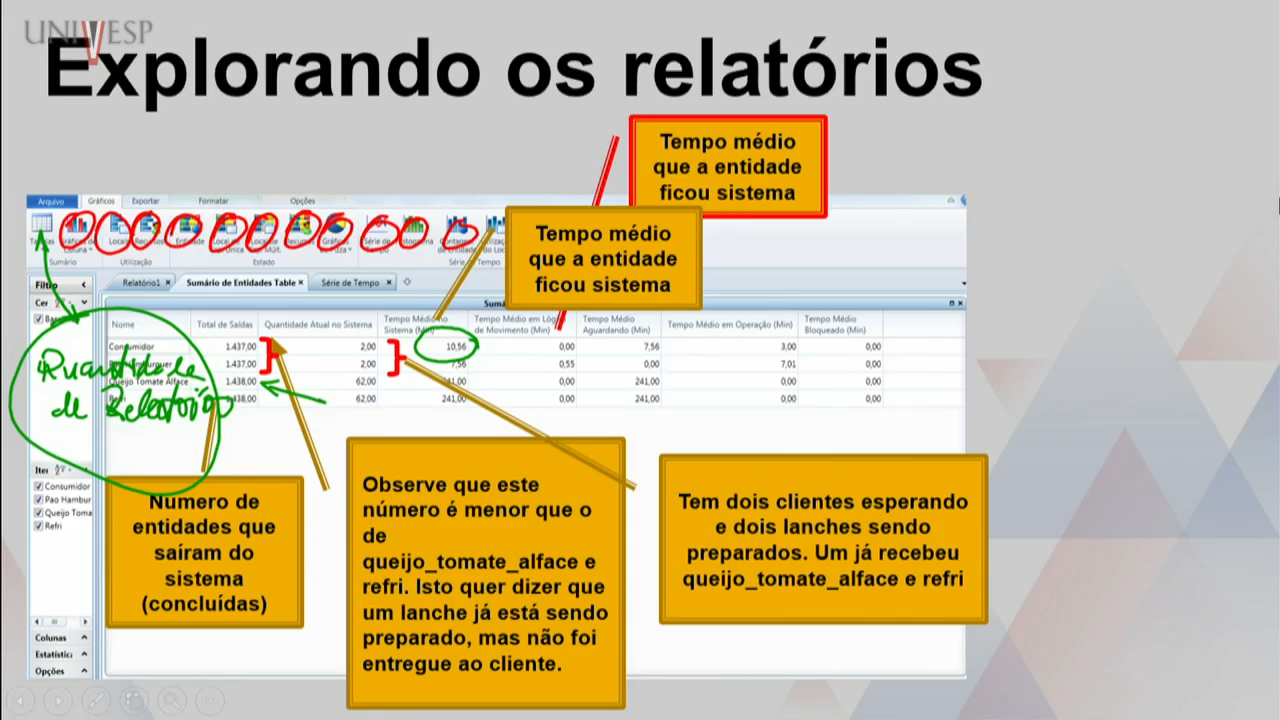 UNIVESP
Explorando os relatórios
Tempo médio
que a entidade
ficou sistema
Tempo médio
que a entidade
ficou sistema
Arquivo Gráficos Exportar Formatar Opções
Sumário Utilização Estado
Relatório1 Sumário de Entidades Table Série de Tempo
Nome Total de Saídas Quantidade Atual no Sistema Tempo Médio no Sistema (Min) Tempo Médio em de Movimento (Min) Tempo Médio Aguardando (Min) Tempo Médio em Operação (Min) Tempo Médio Bloqueado (Min)
Consumidor 1.437,00 2,00 10,56 0,00 7,56 3,00 0,00
1.437,00 2,00 7,56 0,55 0,00 7,01 0,00
Queijo Tomate Alface 1.438,00 62,00 241,00 0,00 241,00 0,00 0,00
62,00 241,00 0,00 241,00 0,00 0,00
Quantidade
de Relatório
Iter
Consumidor
Pao Hambur
Queijo Toma
Refri
Colunas
Estatístic
Opções
Número de
entidades que
saíram do
sistema
(concluídas)
Observe que este
número é menor que o
de
queijo_tomate_alface e
refri. Isto quer dizer que
um lanche já está sendo
preparado, mas não foi
entregue ao cliente.
Tem dois clientes esperando
e dois lanches sendo
preparados. Um já recebeu
queijo_tomate_alface e refri